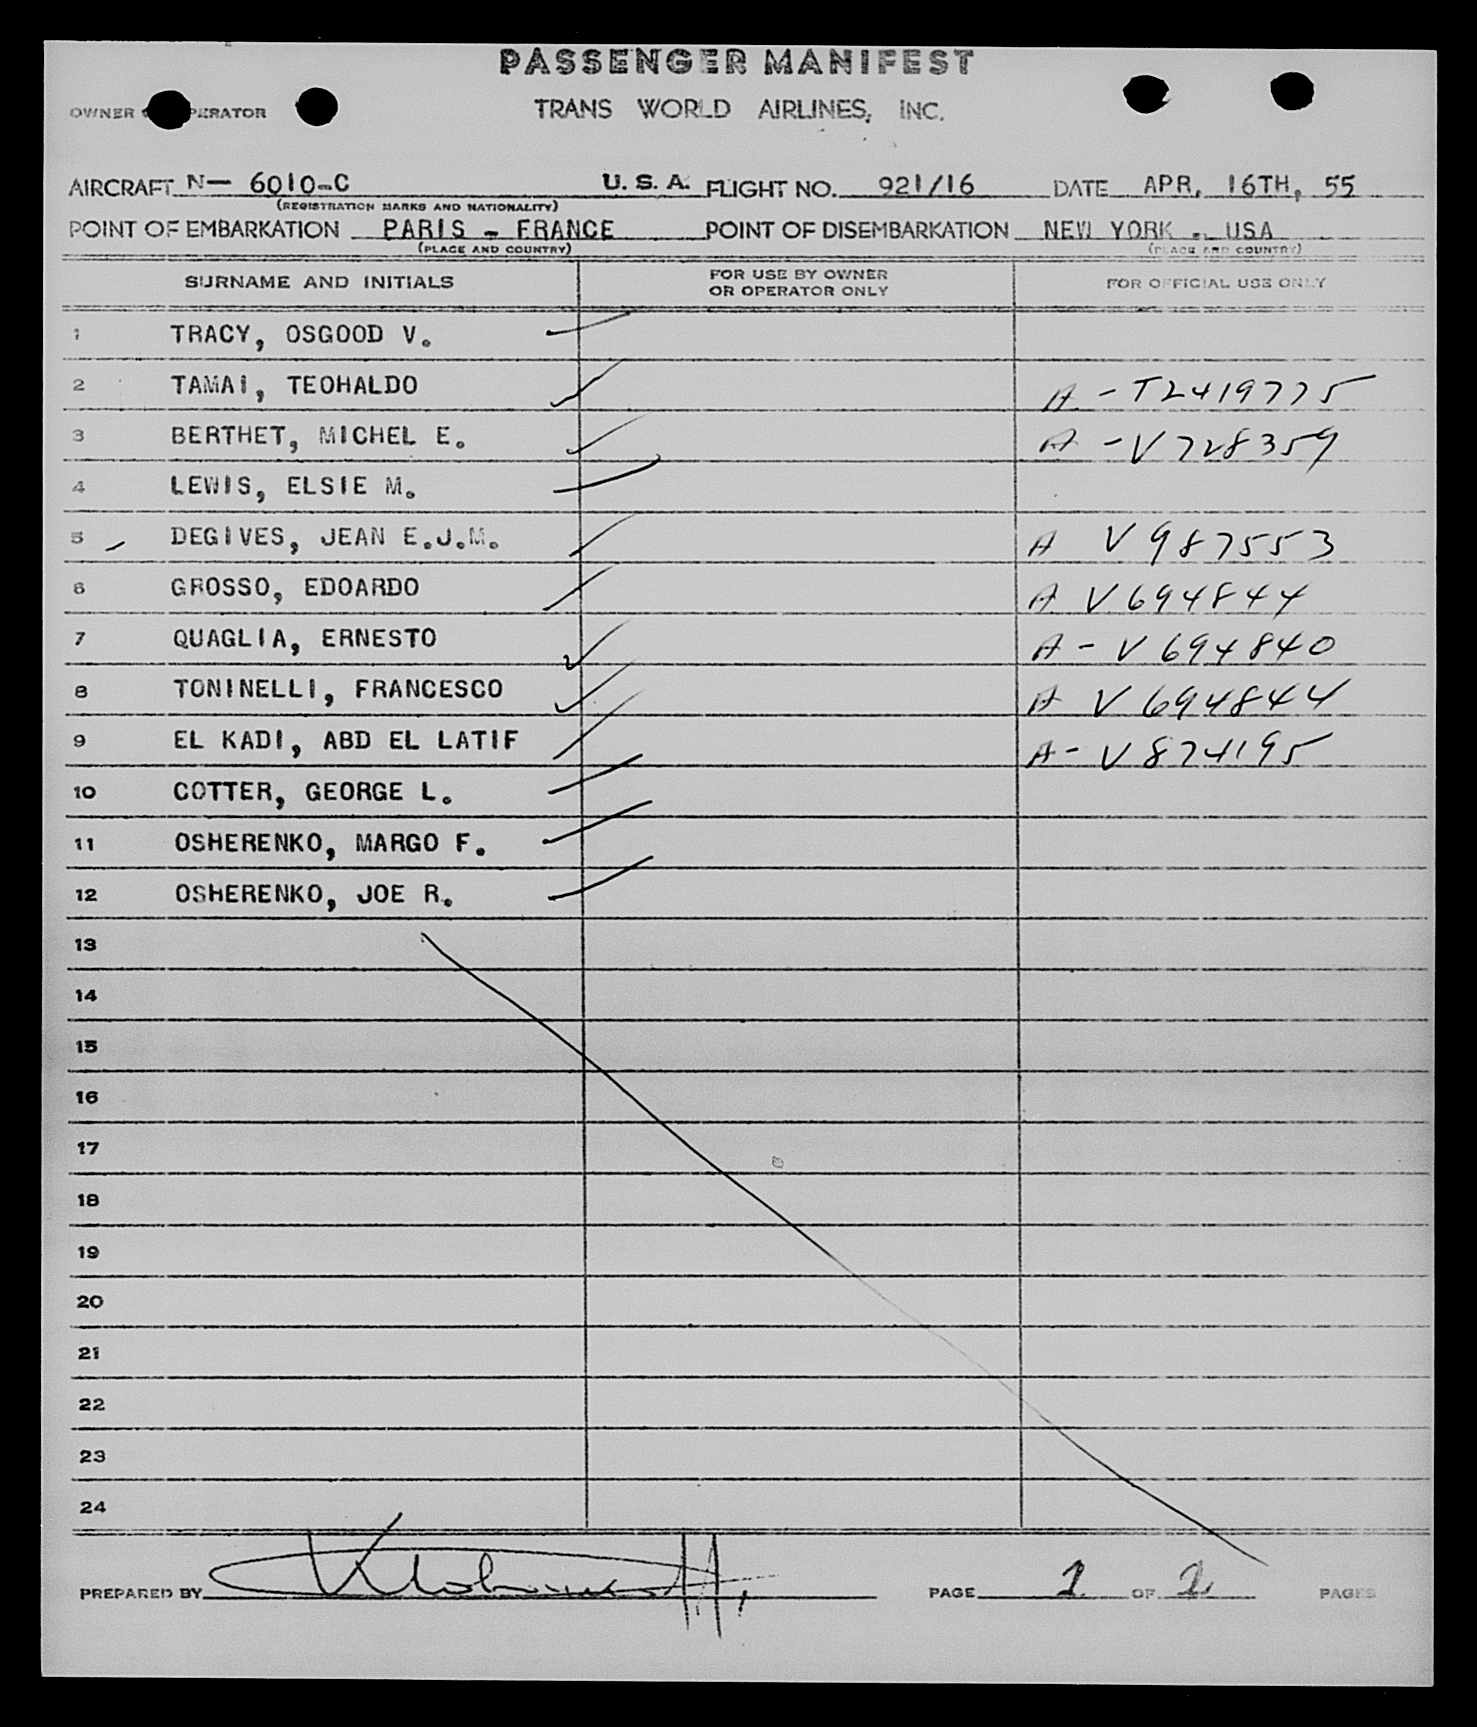 PASSENGER MANIFEST
OWNER OPERATOR TRANS WORLD AIRLINES, INC.
AIRCRAFT N- 6010-C U. S. A. FLIGHT NO. 921/16 DATE APR, 16TH, 55
(REGISTRATION MARKS AND NATIONALITY)
POINT OF EMBARKATION PARIS - FRANCE POINT OF DISEMBARKATION NEW YORK - USA
(PLACE AND COUNTRY) (PLACE AND COUNTRY)
SURNAME AND INITIALS FOR USE BY OWNER OR OPERATOR ONLY FOR OFFICIAL USE ONLY
1 TRACY, OSGOOD V.
2 TAMAI, TEOHALDO A - T2419775
3 BERTHET, MICHEL E. A - V728359
4 LEWIS, ELSIE M.
5 DEGIVES, JEAN E.J.M. A V987553
6 GROSSO, EDOARDO A V694844
7 QUAGLIA, ERNESTO A - V694840
8 TONINELLI, FRANCESCO A V694844
9 EL KADI, ABD EL LATIF A - V874195
10 COTTER, GEORGE L.
11 OSHERENKO, MARGO F.
12 OSHERENKO, JOE R.
13
14
15
16
17
18
19
20
21
22
23
24
PREPARED BY PAGE 2 OF 2 PAGES